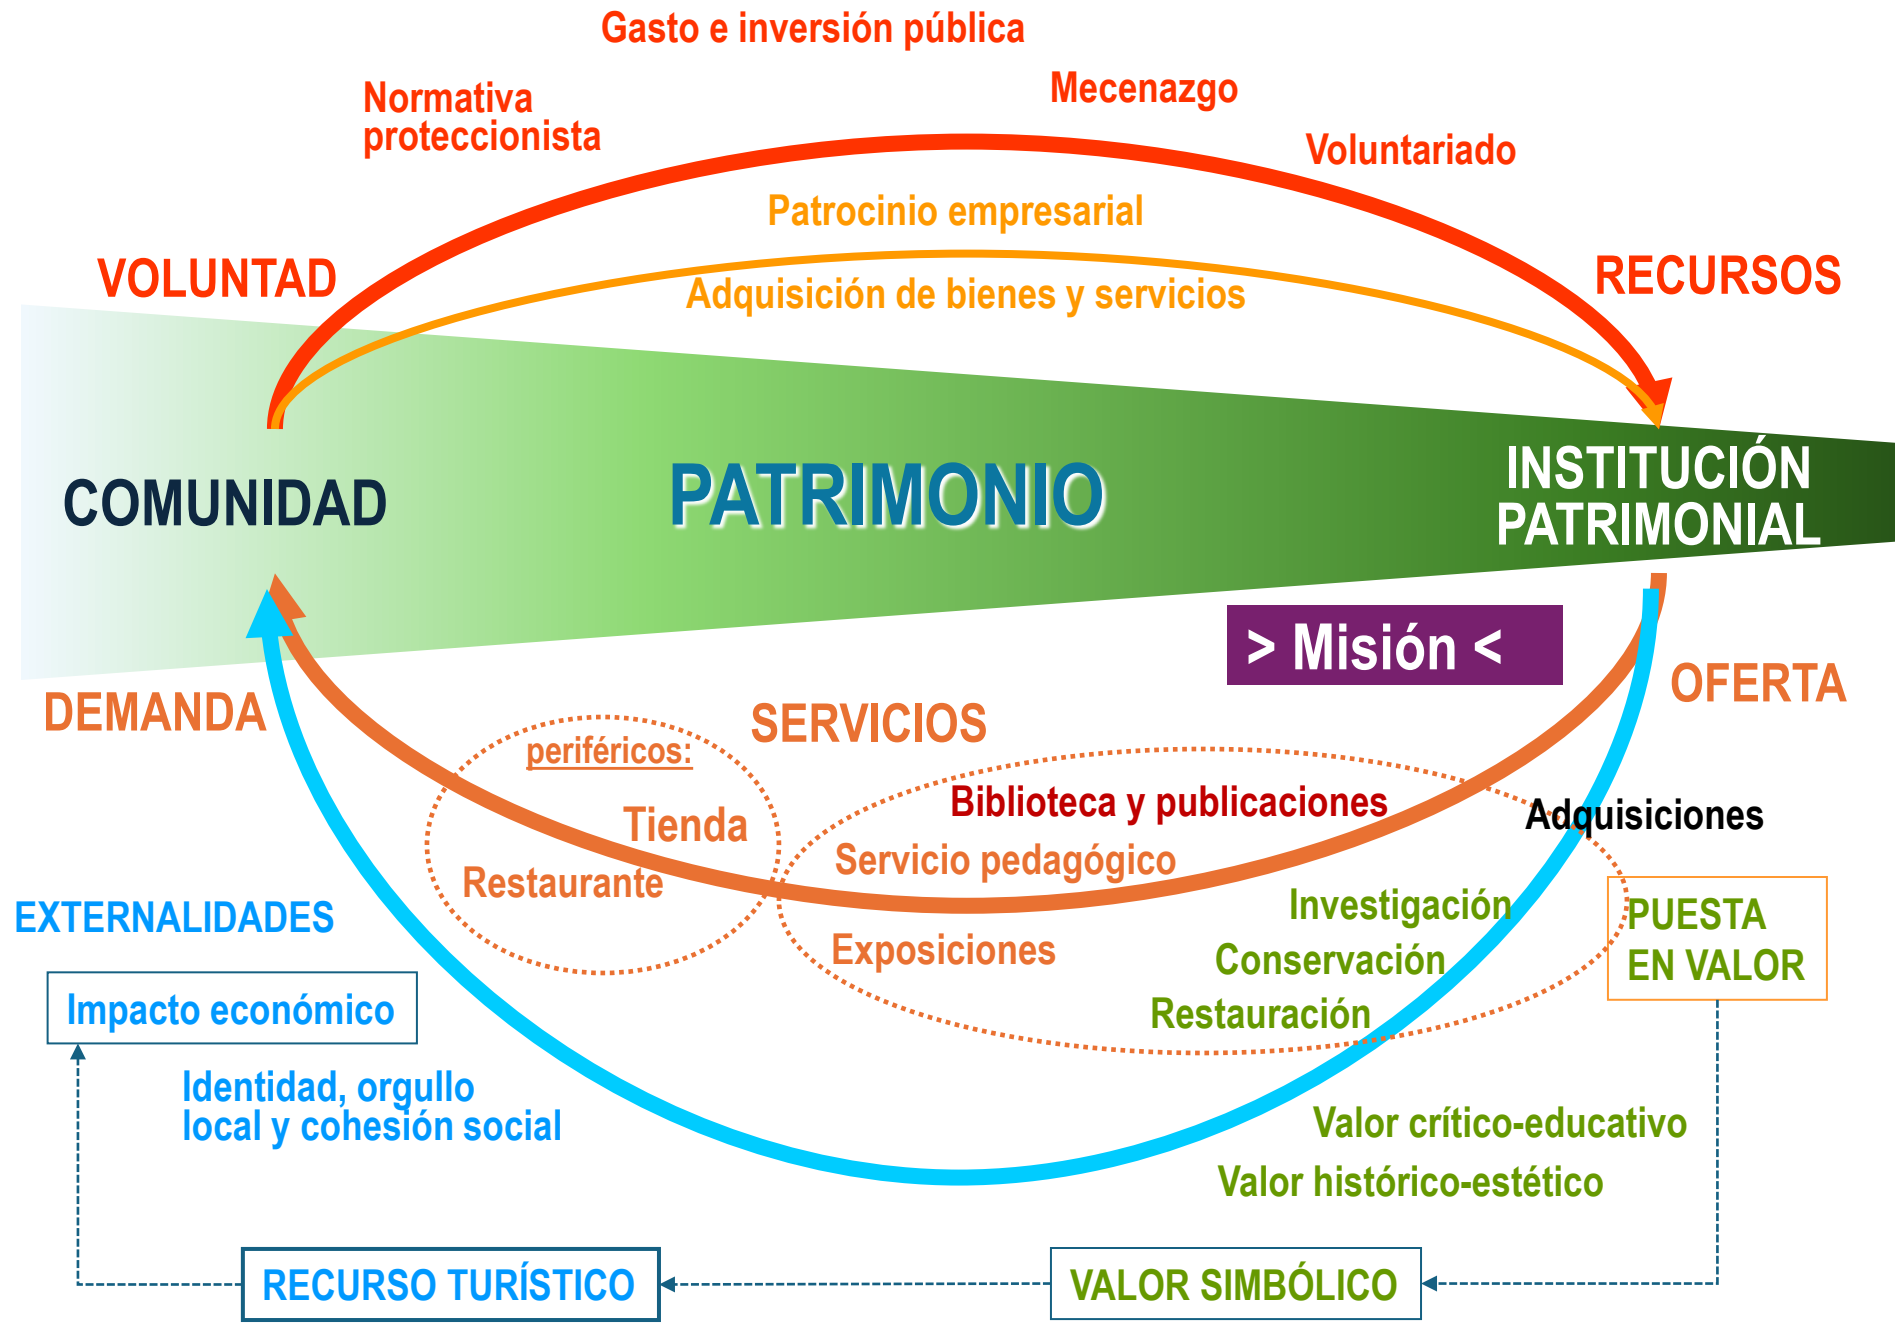 Gasto e inversión pública
Mecenazgo
Normativa
proteccionista
Voluntariado
Patrocinio empresarial
VOLUNTAD
RECURSOS
Adquisición de bienes y servicios
COMUNIDAD
PATRIMONIO
INSTITUCIÓN
PATRIMONIAL
> Misión <
DEMANDA
SERVICIOS
OFERTA
periféricos:
Tienda
Restaurante
Biblioteca y publicaciones
Adquisiciones
Servicio pedagógico
Exposiciones
Investigación
Conservación
Restauración
PUESTA
EN VALOR
EXTERNALIDADES
Impacto económico
Identidad, orgullo
local y cohesión social
Valor crítico-educativo
Valor histórico-estético
RECURSO TURÍSTICO
VALOR SIMBÓLICO